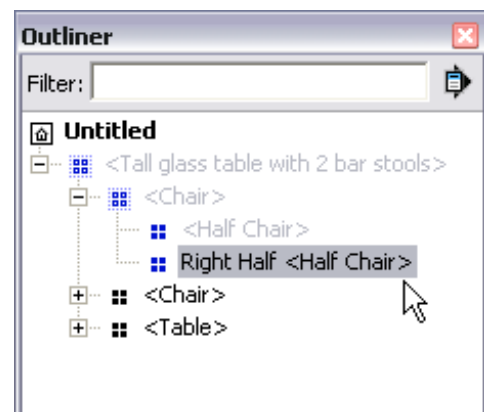 Outliner
Filter:
Untitled
<Tall glass table with 2 bar stools>
<Chair>
<Half Chair>
Right Half <Half Chair>
<Chair>
<Table>